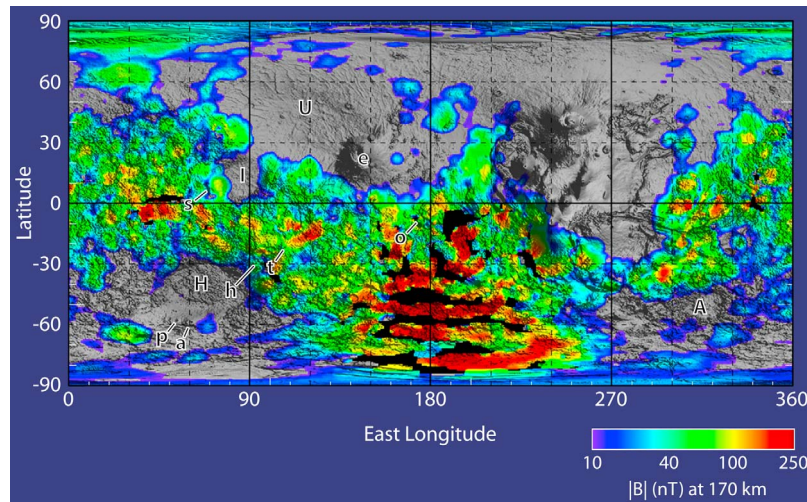 90
60
30
0
-30
-60
-90
Latitude
U
e
I
s
o
t
h
H
A
p
a
0 90 180 270 360
East Longitude
10 40 100 250
|B| (nT) at 170 km